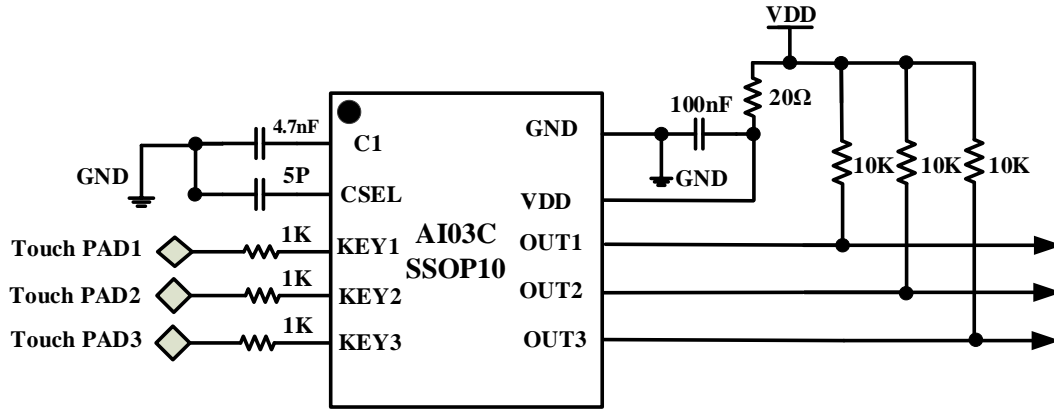 VDD
20Ω
100nF
4.7nF
GND
C1
GND
5P
GND
10K
10K
10K
CSEL
VDD
AI03C
SSOP10
Touch PAD1
1K
KEY1
OUT1
Touch PAD2
1K
KEY2
OUT2
Touch PAD3
1K
KEY3
OUT3